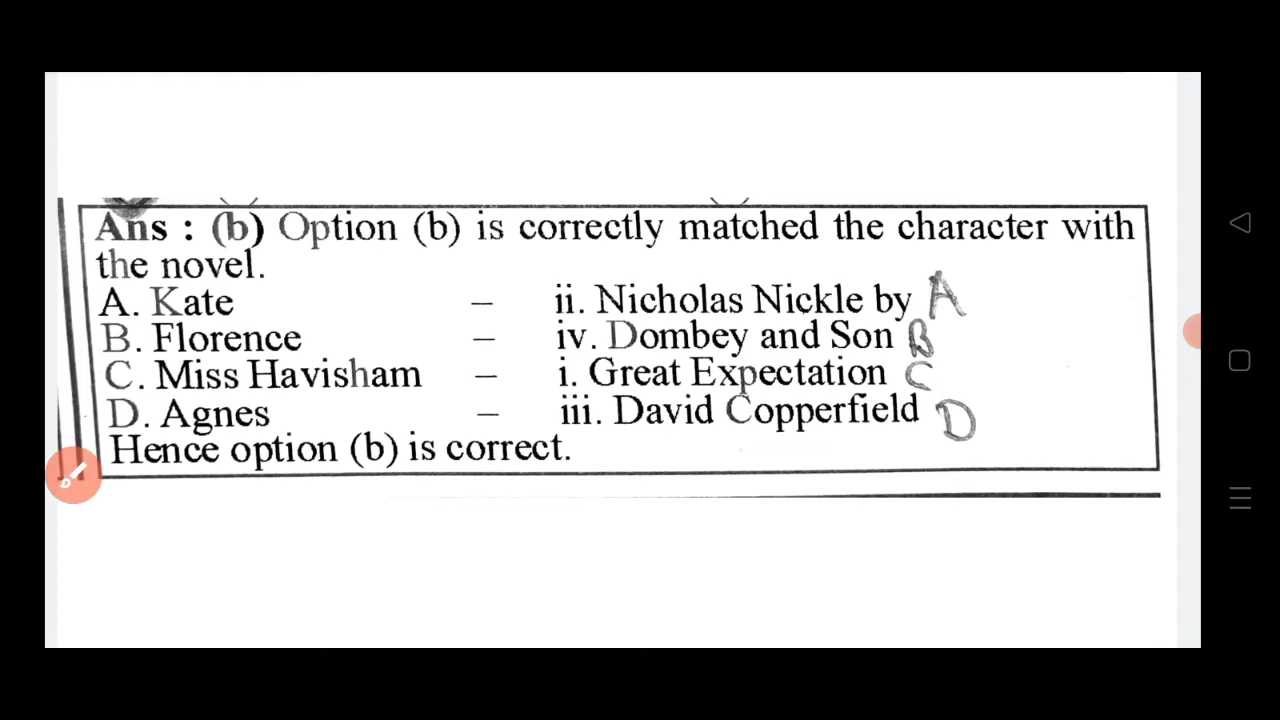 Ans : (b) Option (b) is correctly matched the character with
the novel.
A. Kate – ii. Nicholas Nickle by A
B. Florence – iv. Dombey and Son B
C. Miss Havisham – i. Great Expectation C
D. Agnes – iii. David Copperfield D
Hence option (b) is correct.